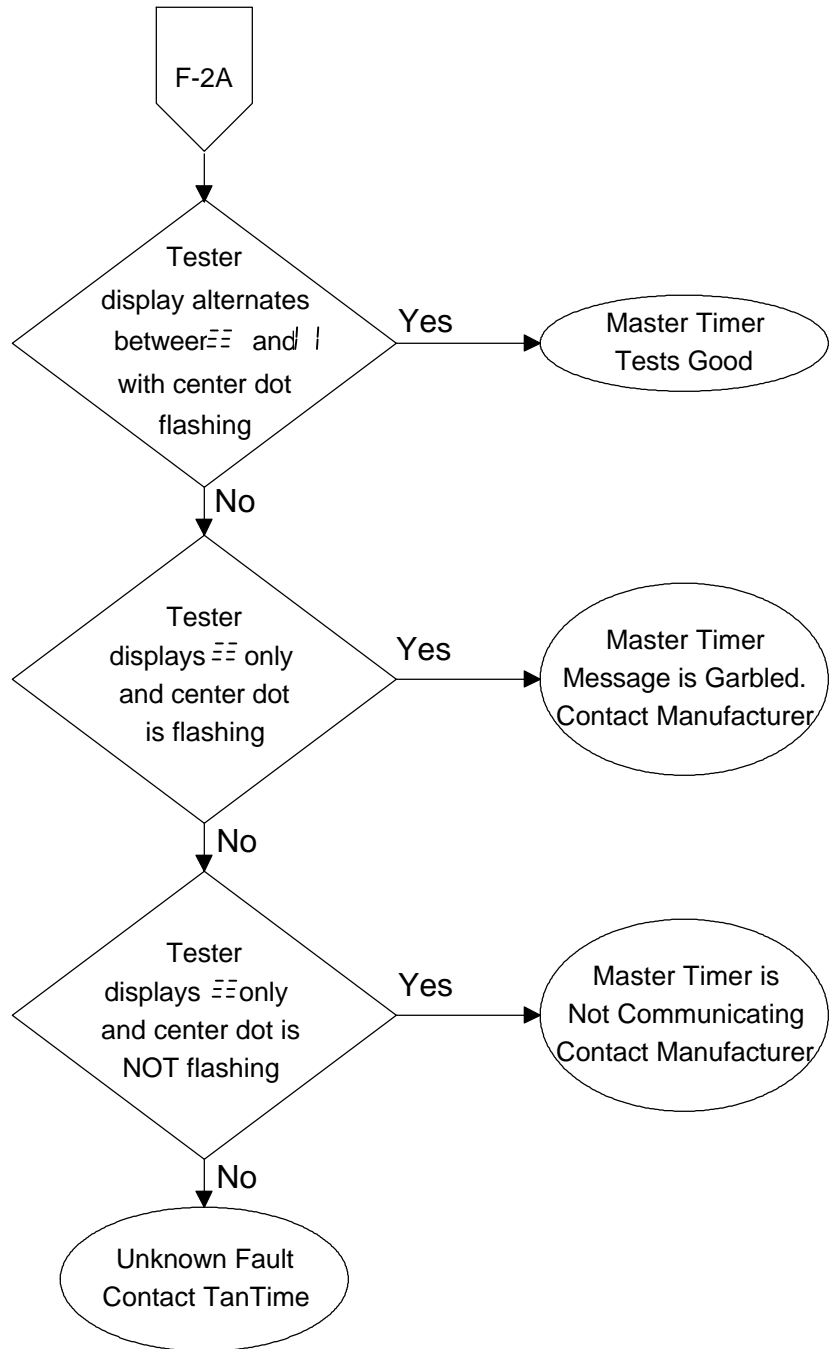 F-2A
Tester
display alternates
between and
with center dot
flashing
Yes
Master Timer
Tests Good
No
Tester
displays only
and center dot
is flashing
Yes
Master Timer
Message is Garbled.
Contact Manufacturer
No
Tester
displays only
and center dot is
NOT flashing
Yes
Master Timer is
Not Communicating
Contact Manufacturer
No
Unknown Fault
Contact TanTime